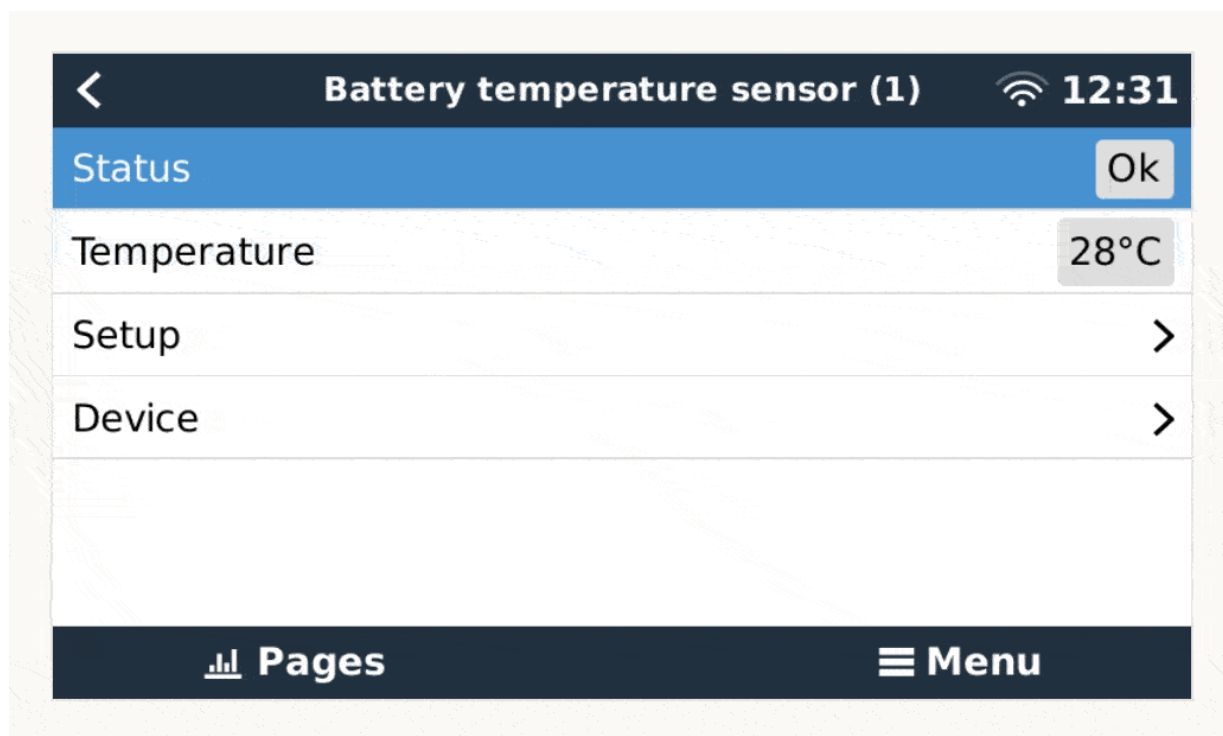 Battery temperature sensor (1) 12:31
Status Ok
Temperature 28°C
Setup
Device
Pages Menu